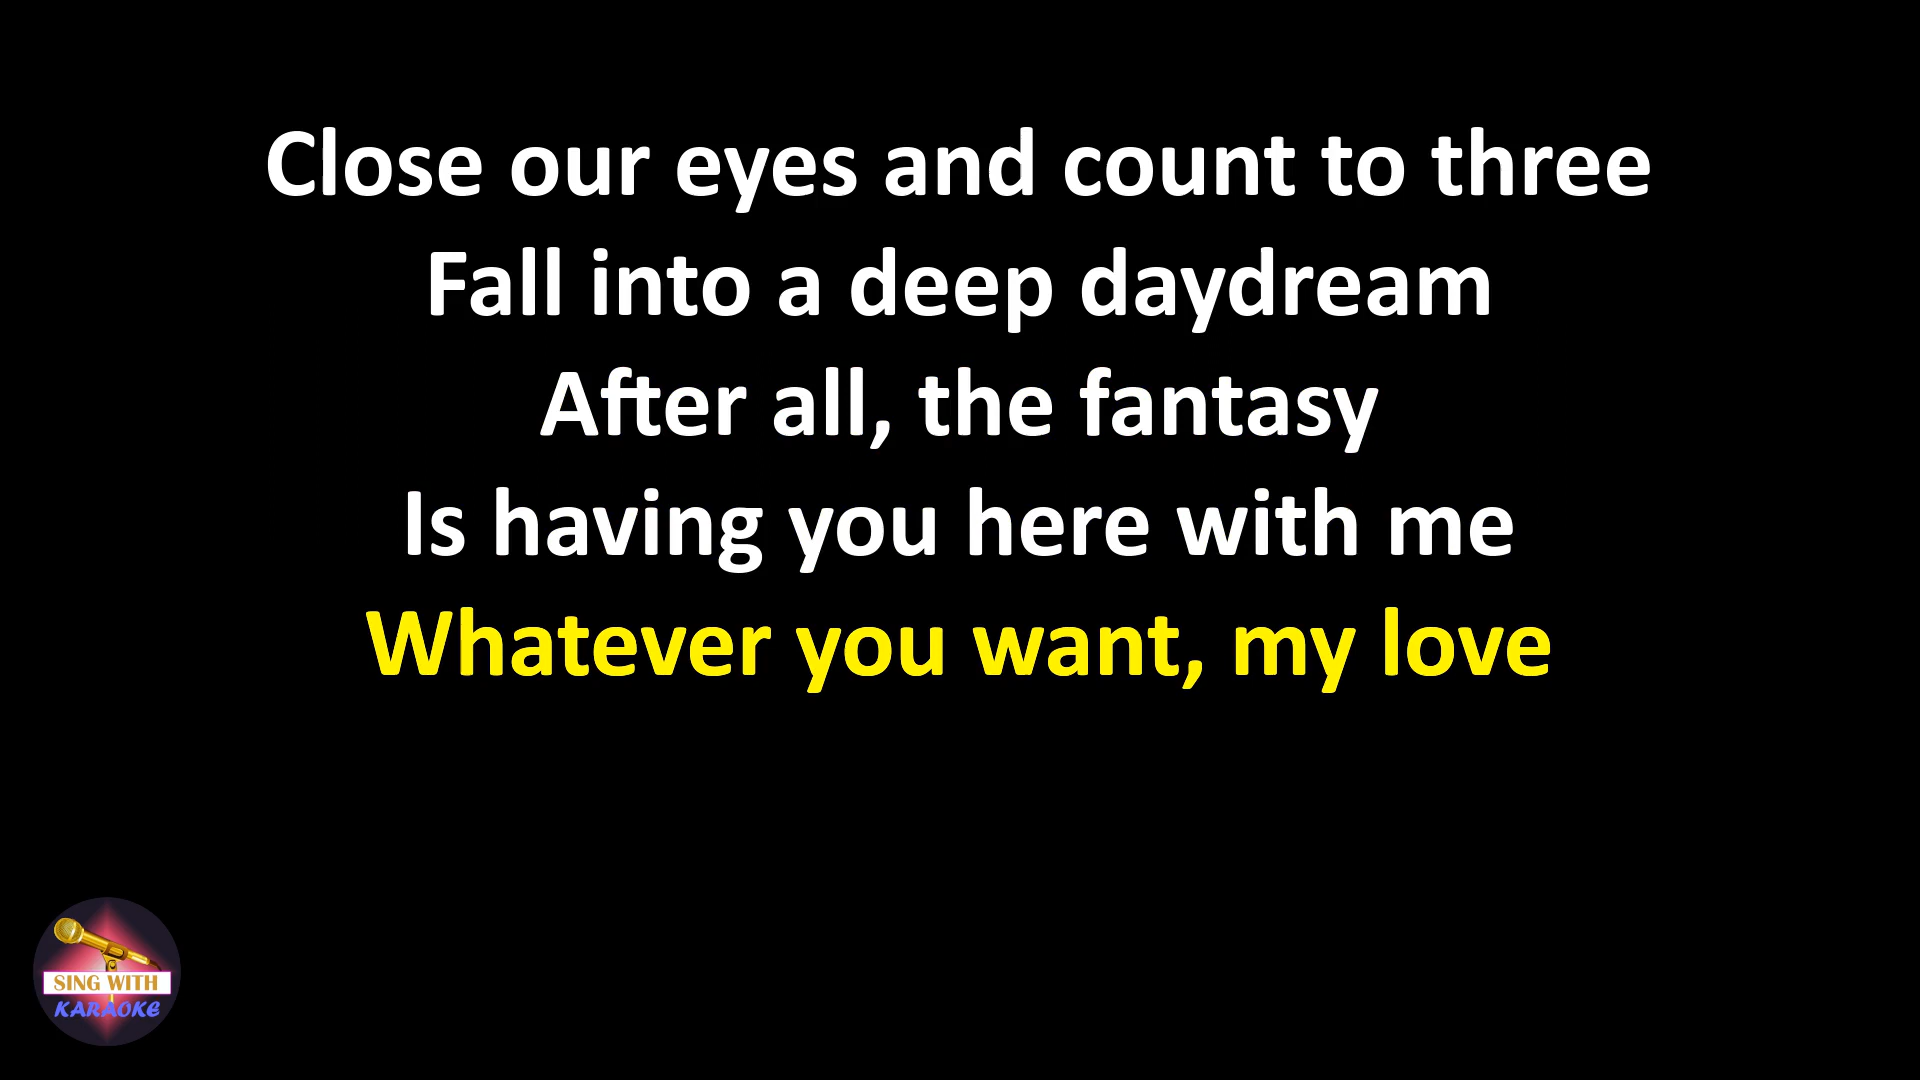 Close our eyes and count to three
Fall into a deep daydream
After all, the fantasy
Is having you here with me
Whatever you want, my love
SING WITH
KARAOKE